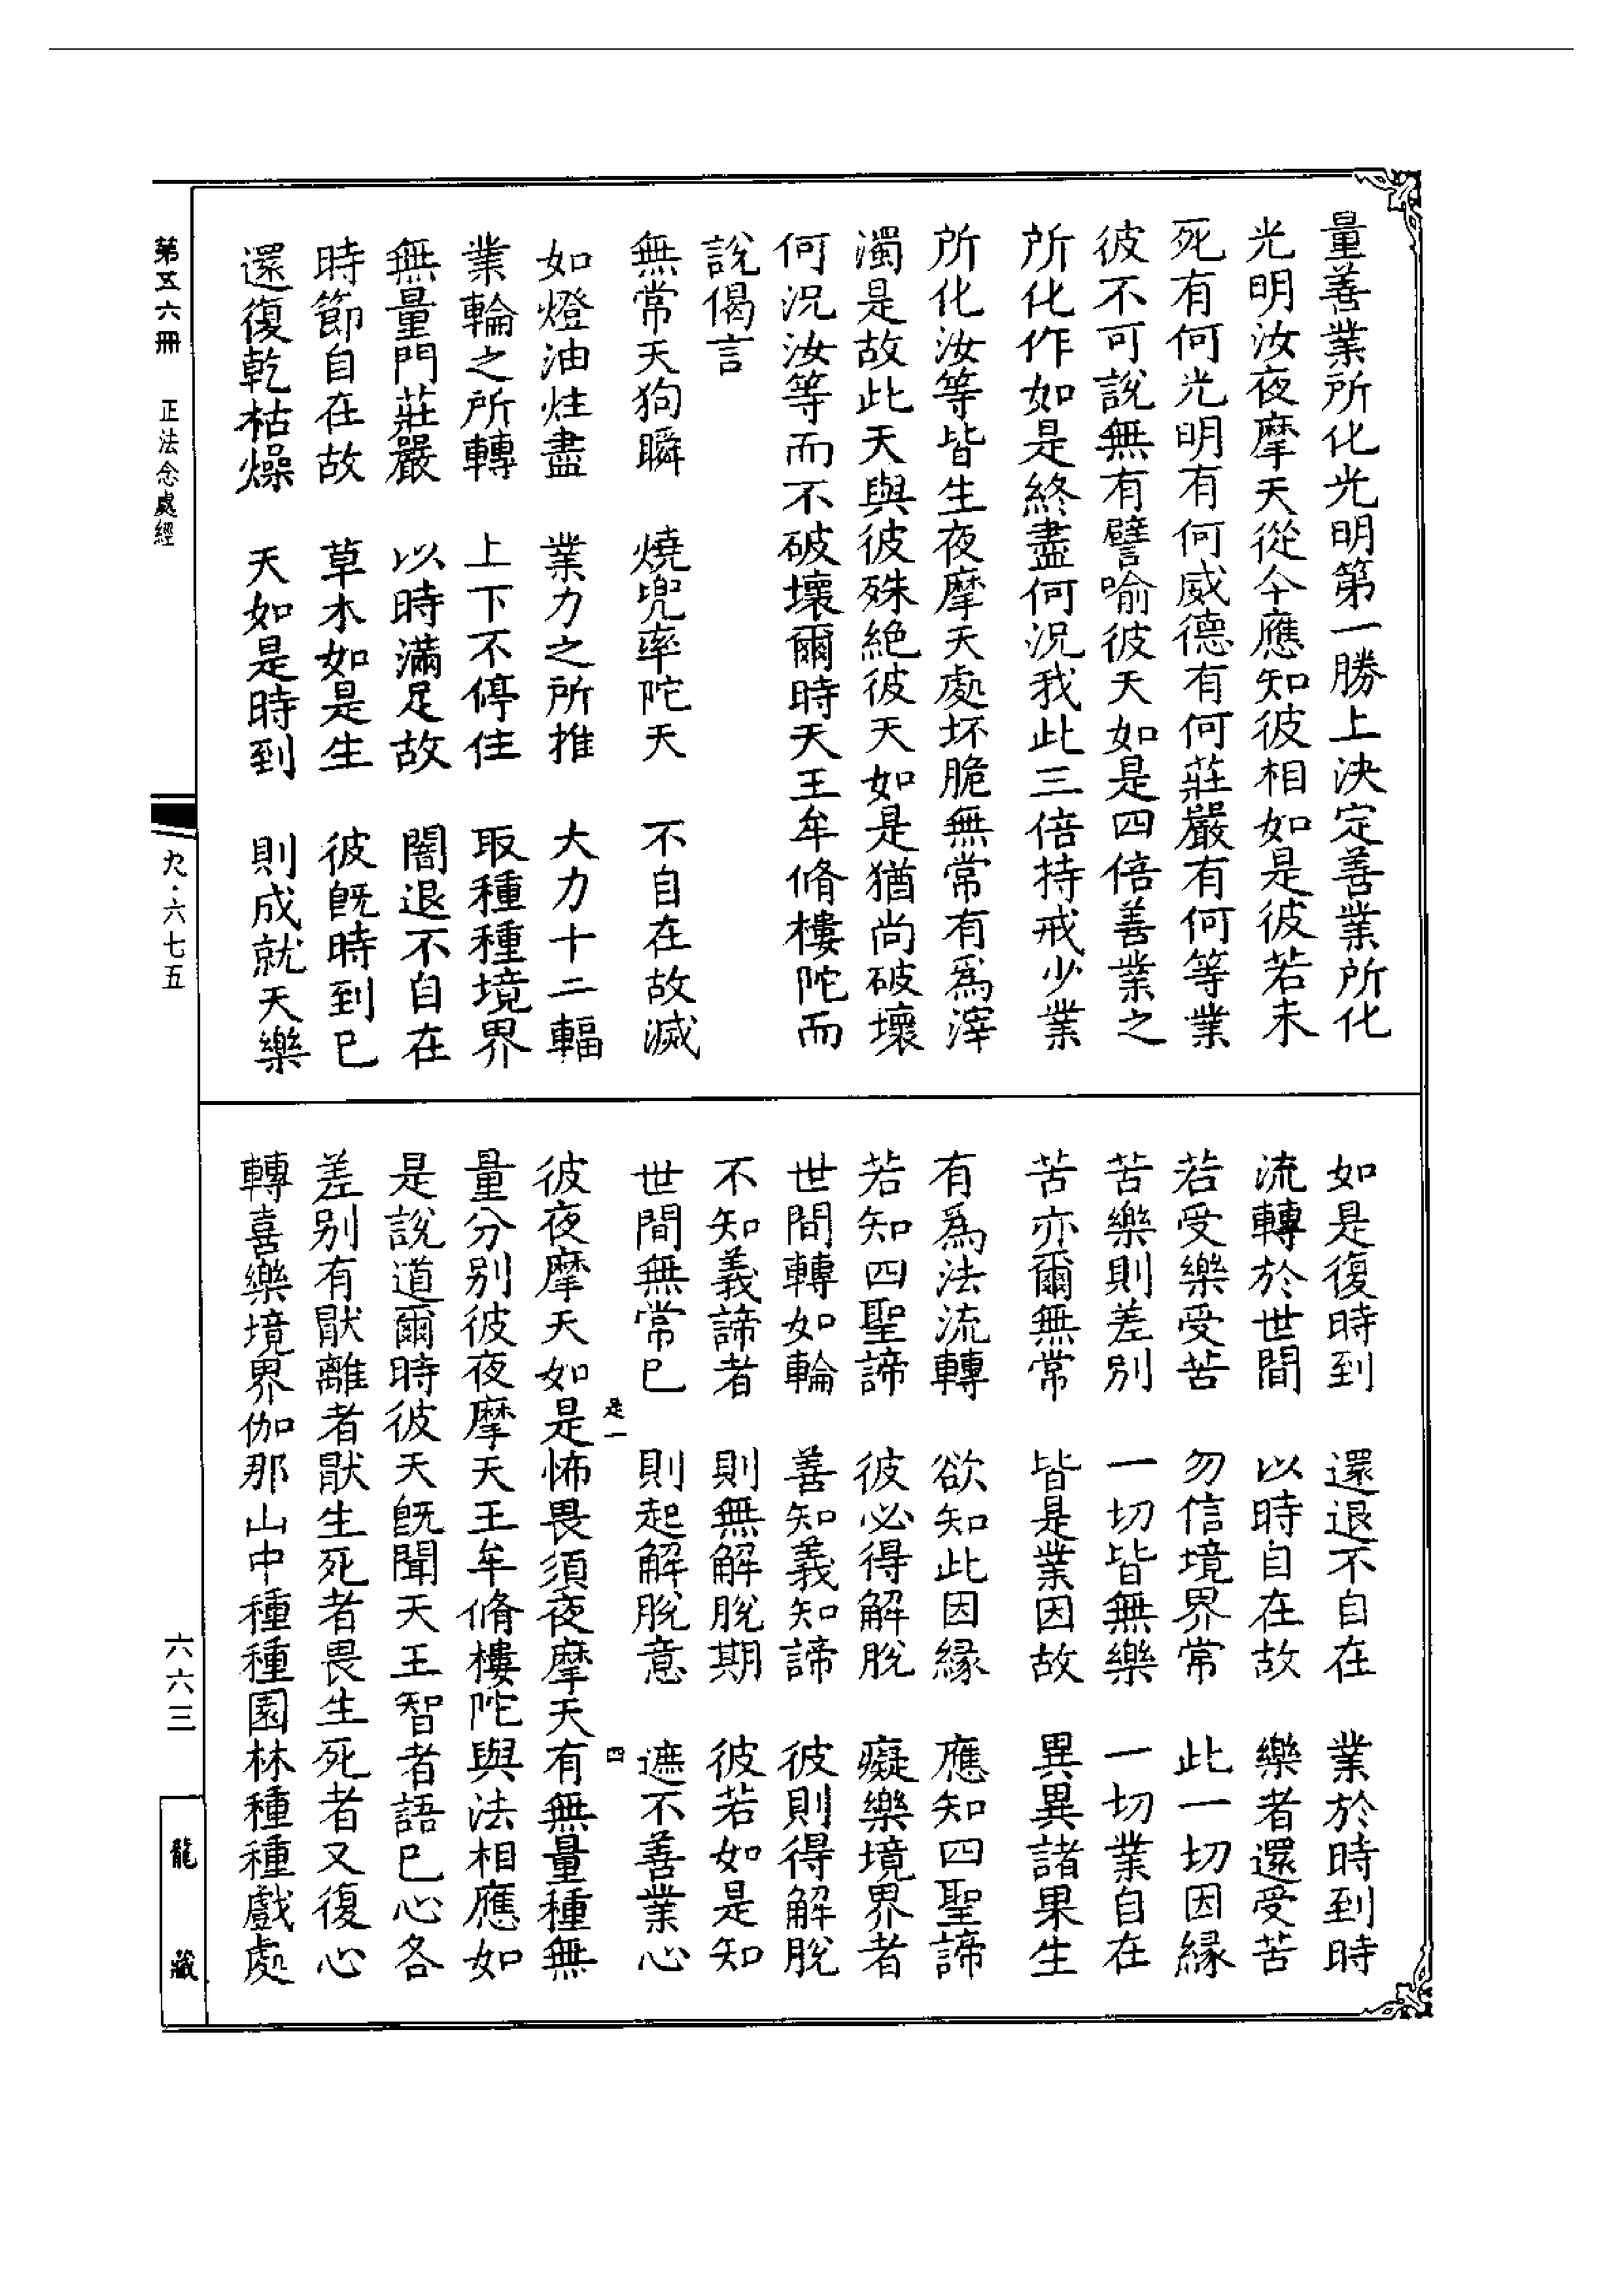 量善業所化光明第一勝上決定善業所化
光明汝夜摩天從今應知彼相如是彼若未
死有何光明有何威德有何莊嚴有何等業
彼不可說無有譬喻彼天如是四倍善業之
所化作如是終盡何況我此三倍持戒少業
所化汝等皆生夜摩天處坏脆無常有為滓
濁是故此天與彼殊絕彼天如是猶尚破壞
何況汝等而不破壞爾時天王牟脩樓陀而
說偈言
無常天狗瞬　燒兜率陀天　不自在故滅
如燈油炷盡　業力之所推　大力十二輻
業輪之所轉　上下不停住　取種種境界
無量門莊嚴　以時滿足故　闇退不自在
時節自在故　草木如是生　彼旣時到已
還復乾枯燥　天如是時到　則成就天樂
如是復時到　還退不自在　業於時到時
流轉於世間　以時自在故　樂者還受苦
若受樂受苦　勿信境界常　此一切因緣
苦樂則差別　一切皆無樂　一切業自在
苦亦爾無常　皆是業因故　異異諸果生
有為法流轉　欲知此因緣　應知四聖諦
若知四聖諦　彼必得解脫　癡樂境界者
世間轉如輪　善知義知諦　彼則得解脫
不知義諦者　則無解脫期　彼若如是知
世間無常已　則起解脫意　遮不善業心
是一　四
彼夜摩天如是怖畏須夜摩天有無量種無
量分別彼夜摩天王牟脩樓陀與法相應如
是說道爾時彼天旣聞天王智者語已心各
差別有厭離者厭生死者畏生死者又復心
轉喜樂境界伽那山中種種園林種種戲處
第五六冊　正法念處經
九·六七五
六六三
龍藏